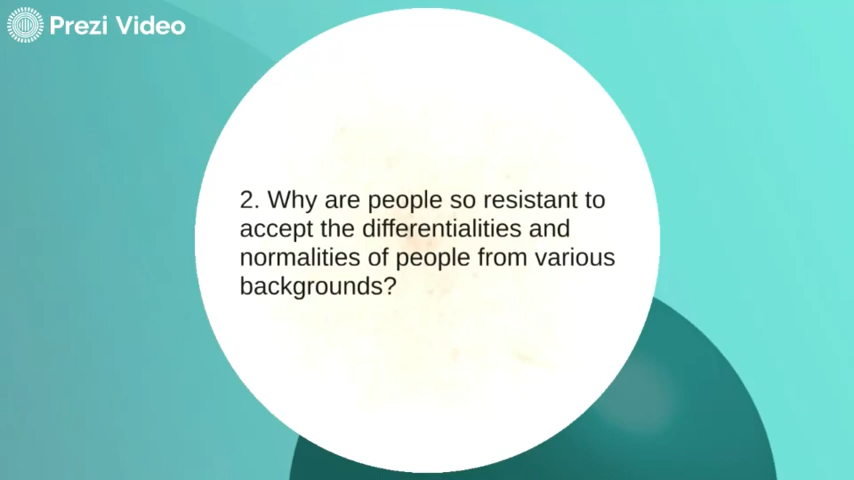 Prezi Video
2. Why are people so resistant to
accept the differentialities and
normalities of people from various
backgrounds?